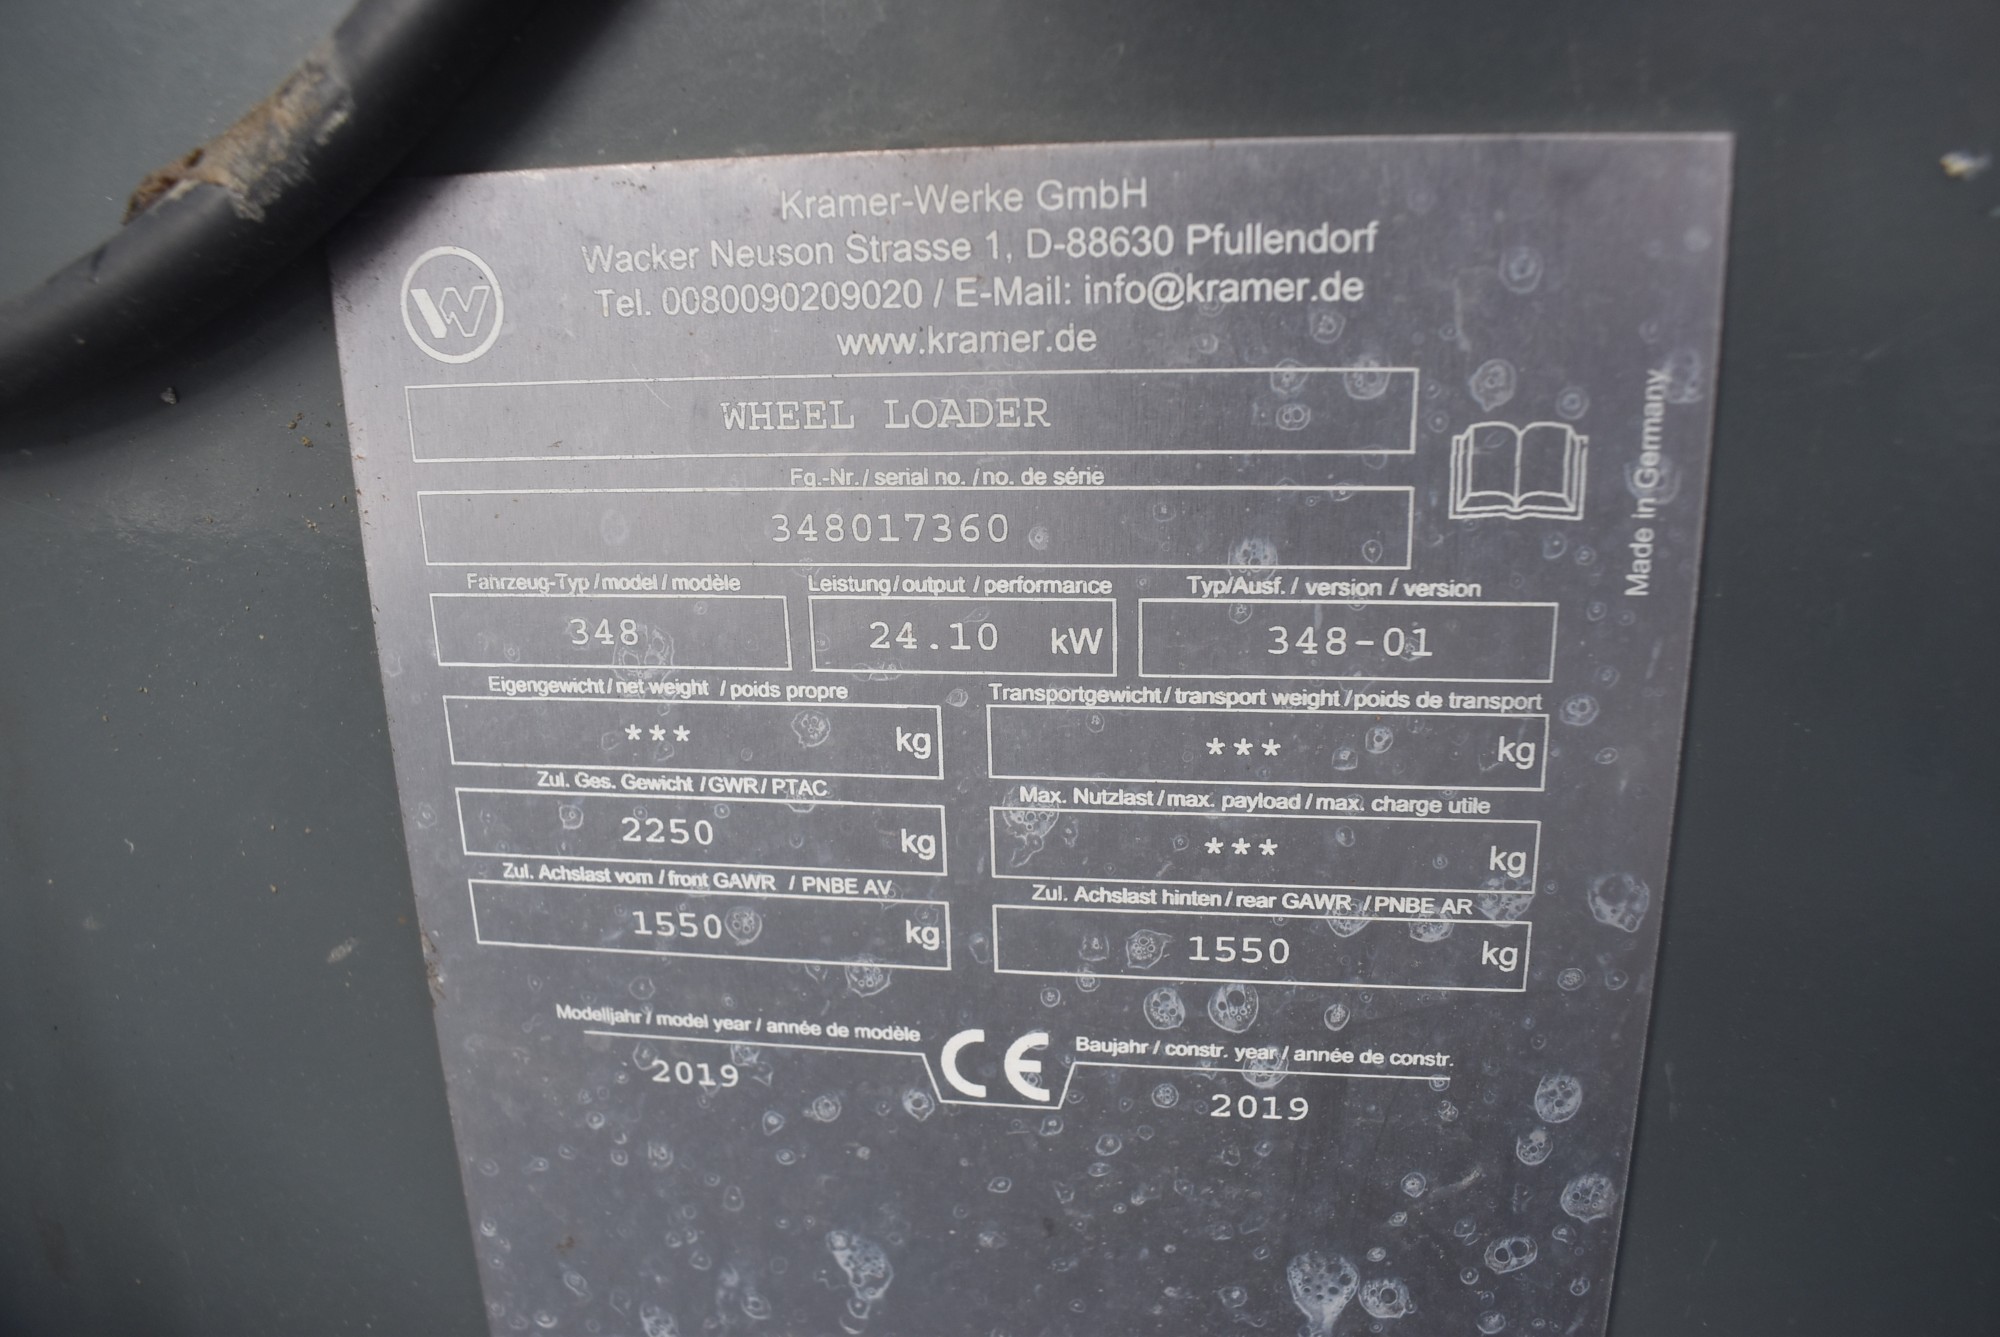 Kramer-Werke GmbH
Wacker Neuson Strasse 1, D-88630 Pfullendorf
Tel. 0080090209020 / E-Mail: info@kramer.de
www.kramer.de
WHEEL LOADER
Made in Germany
Fg.-Nr. / serial no. / no. de série
348017360
Fahrzeug-Typ / model / modèle Leistung / output / performance Typ/Ausf. / version / version
348 24.10 kW 348-01
Eigengewicht / net weight / poids propre Transportgewicht / transport weight / poids de transport
*** kg *** kg
Zul. Ges. Gewicht / GWR / PTAC Max. Nutzlast / max. payload / max. charge utile
2250 kg *** kg
Zul. Achslast vorn / front GAWR / PNBE AV Zul. Achslast hinten / rear GAWR / PNBE AR
1550 kg 1550 kg
Modelljahr / model year / année de modèle CE Baujahr / constr. year / année de constr.
2019 2019